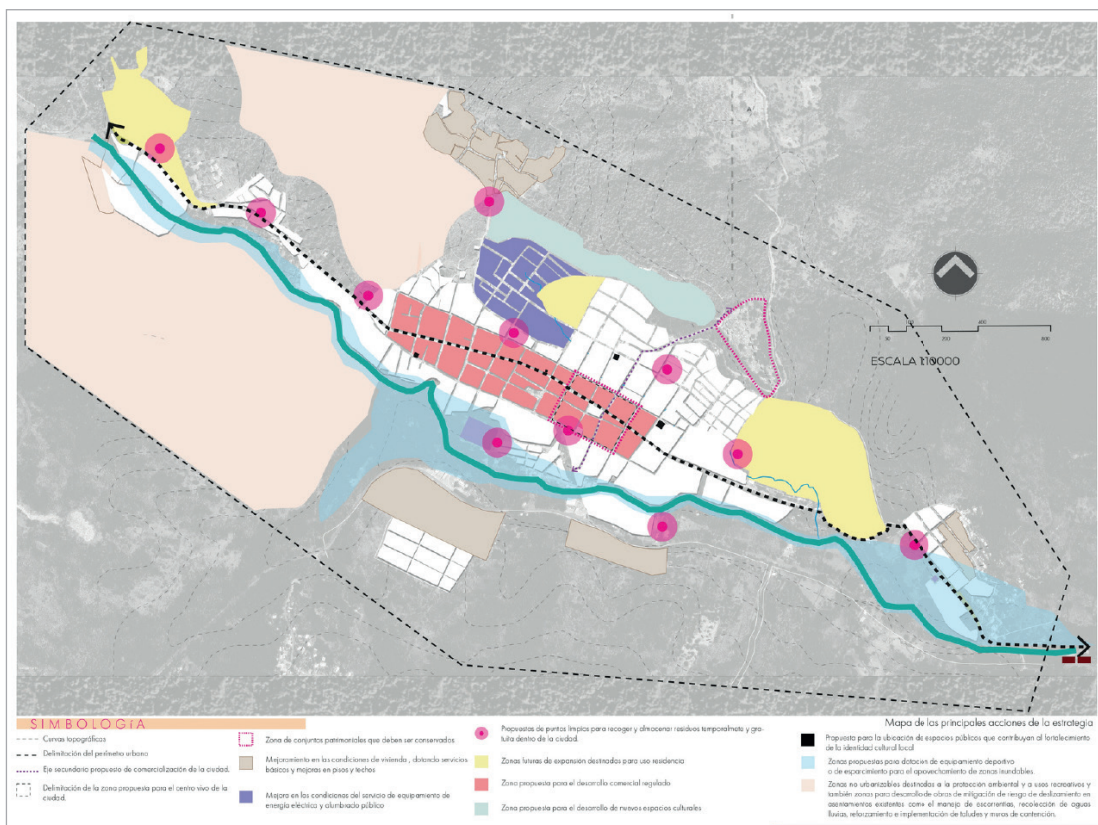 ESCALA 1:10000
SIMBOLOGÍA
Curvas topográficas
Delimitación del perímetro urbano
Eje secundario propuesto de comercialización de la ciudad.
Delimitación de la zona propuesta para el centro vivo de la
ciudad.
Zona de conjuntos patrimoniales que deben ser conservados.
Mejoramiento en las condiciones de vivienda , dotando servicios
básicos y mejoras en pisos y techos
Mejora en las condiciones del servicio de equipamiento de
energía eléctrica y alumbrado público
Propuestas de puntos limpios para recoger y almacenar residuos temporalmete y gra-
tuita dentro de la ciudad.
Zonas futuras de expansión destinadas para uso residencia
Zona propuesta para el desarrollo comercial regulado
Zona propuesta para el desarrollo de nuevos espacios culturales
Mapa de las principales acciones de la estrategia
Propuesta para la ubicación de espacios públicos que contribuyan al fortalecimiento
de la identidad cultural local
Zonas propuestas para dotacion de equipamiento deportivo
o de esparcimiento para el apovechamiento de zonas inundables.
Zonas no urbanizables destinadas a la protección ambiental y a usos recreativos y
también zonas para desarrollo de obras de mitigación de riesgo de deslizamiento en
asentamientos existentes como el manejo de escorrentías, recolección de aguas
lluvias, reforzamiento e implementación de taludes y muros de contención.